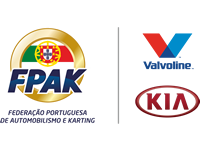 FPAK
FEDERAÇÃO PORTUGUESA
DE AUTOMOBILISMO E KARTING
Valvoline
KIA